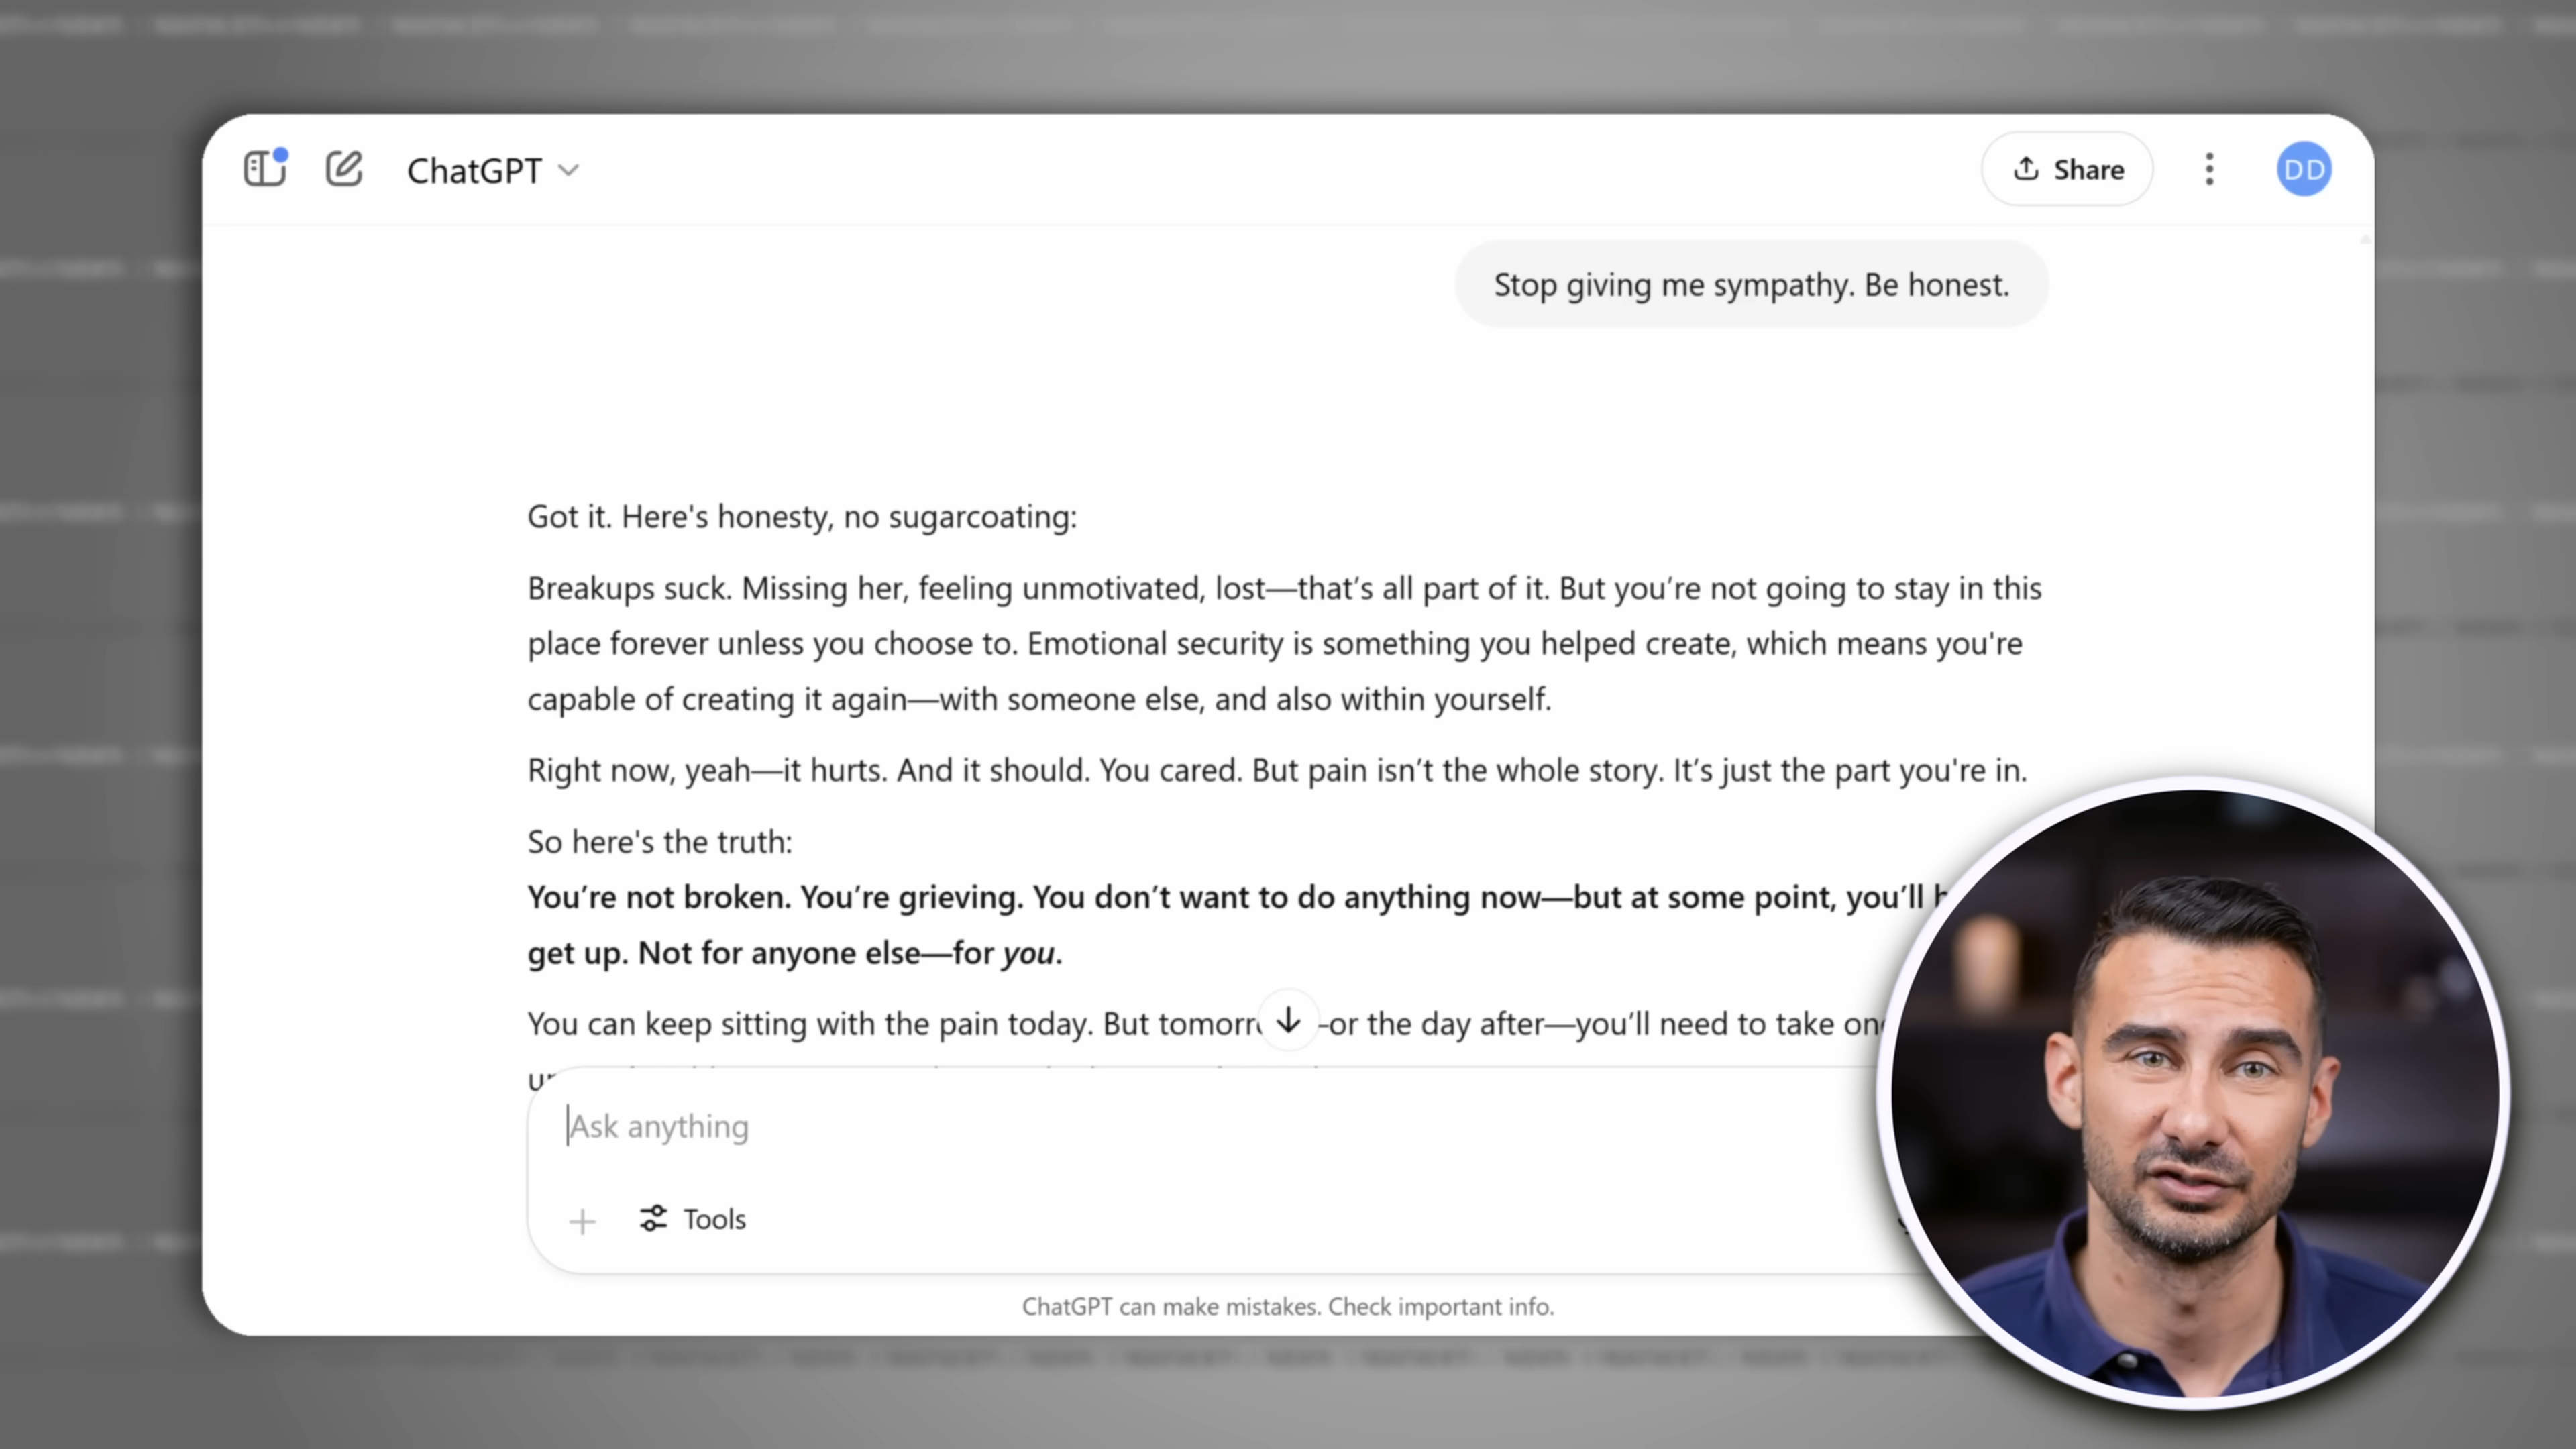 ChatGPT
Share
DD
Stop giving me sympathy. Be honest.
Got it. Here's honesty, no sugarcoating:
Breakups suck. Missing her, feeling unmotivated, lost—that’s all part of it. But you’re not going to stay in this
place forever unless you choose to. Emotional security is something you helped create, which means you're
capable of creating it again—with someone else, and also within yourself.
Right now, yeah—it hurts. And it should. You cared. But pain isn’t the whole story. It’s just the part you're in.
So here's the truth:
You’re not broken. You’re grieving. You don’t want to do anything now—but at some point, you’ll
get up. Not for anyone else—for you.
You can keep sitting with the pain today. But —or the day after—you’ll need to take
Ask anything
Tools
ChatGPT can make mistakes. Check important info.